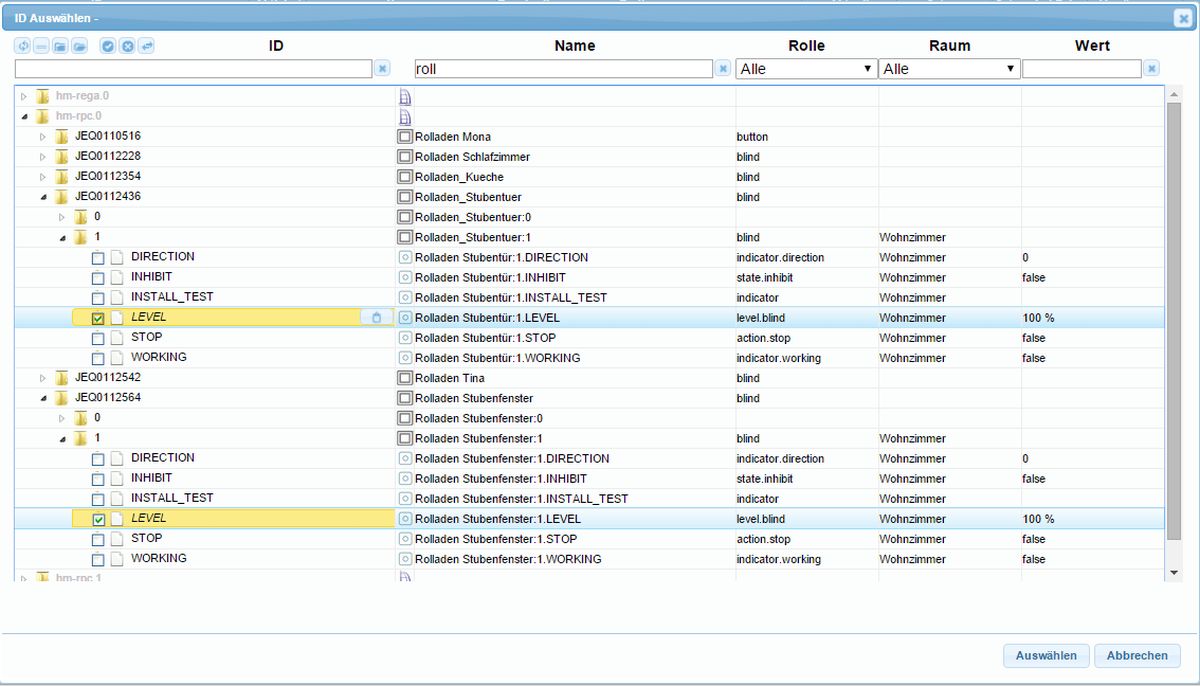 ID Auswählen -
ID Name Rolle Raum Wert
roll Alle Alle
hm-rega.0
hm-rpc.0
JEQ0110516 Rolladen Mona button
JEQ0112228 Rolladen Schlafzimmer blind
JEQ0112354 Rolladen_Kueche blind
JEQ0112436 Rolladen_Stubentuer blind
0 Rolladen_Stubentuer:0
1 Rolladen_Stubentuer:1 blind Wohnzimmer
DIRECTION Rolladen Stubentür:1.DIRECTION indicator.direction Wohnzimmer 0
INHIBIT Rolladen Stubentür:1.INHIBIT state.inhibit Wohnzimmer false
INSTALL_TEST Rolladen Stubentür:1.INSTALL_TEST indicator Wohnzimmer
LEVEL Rolladen Stubentür:1.LEVEL level.blind Wohnzimmer 100 %
STOP Rolladen Stubentür:1.STOP action.stop Wohnzimmer false
WORKING Rolladen Stubentür:1.WORKING indicator.working Wohnzimmer false
JEQ0112542 Rolladen Tina blind
JEQ0112564 Rolladen Stubenfenster blind
0 Rolladen Stubenfenster:0
1 Rolladen Stubenfenster:1 blind Wohnzimmer
DIRECTION Rolladen Stubenfenster:1.DIRECTION indicator.direction Wohnzimmer 0
INHIBIT Rolladen Stubenfenster:1.INHIBIT state.inhibit Wohnzimmer false
INSTALL_TEST Rolladen Stubenfenster:1.INSTALL_TEST indicator Wohnzimmer
LEVEL Rolladen Stubenfenster:1.LEVEL level.blind Wohnzimmer 100 %
STOP Rolladen Stubenfenster:1.STOP action.stop Wohnzimmer false
WORKING Rolladen Stubenfenster:1.WORKING indicator.working Wohnzimmer false
hm-rpc.1
Auswählen Abbrechen